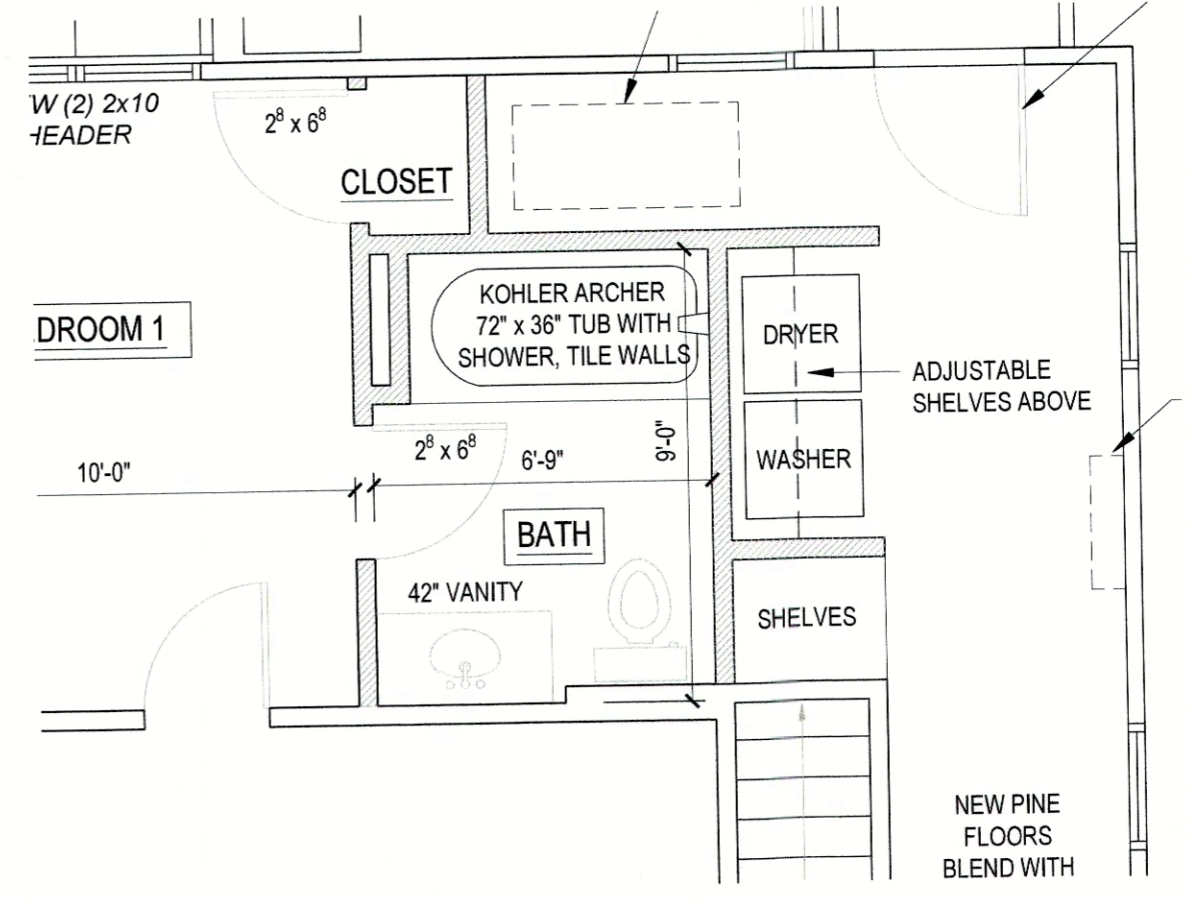 W (2) 2x10
HEADER
2⁸ x 6⁸
CLOSET
KOHLER ARCHER
72" x 36" TUB WITH
SHOWER, TILE WALLS
DRYER
DROOM 1
ADJUSTABLE
SHELVES ABOVE
2⁸ x 6⁸
6'-9"
9'-0"
WASHER
10'-0"
BATH
42" VANITY
SHELVES
NEW PINE
FLOORS
BLEND WITH